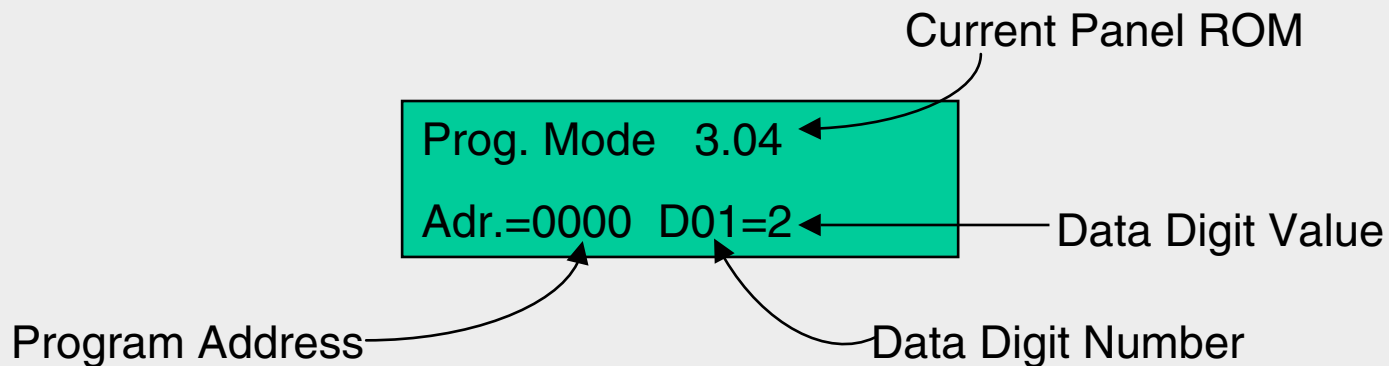 Current Panel ROM
Prog. Mode 3.04
Adr.=0000 D01=2
Data Digit Value
Program Address
Data Digit Number